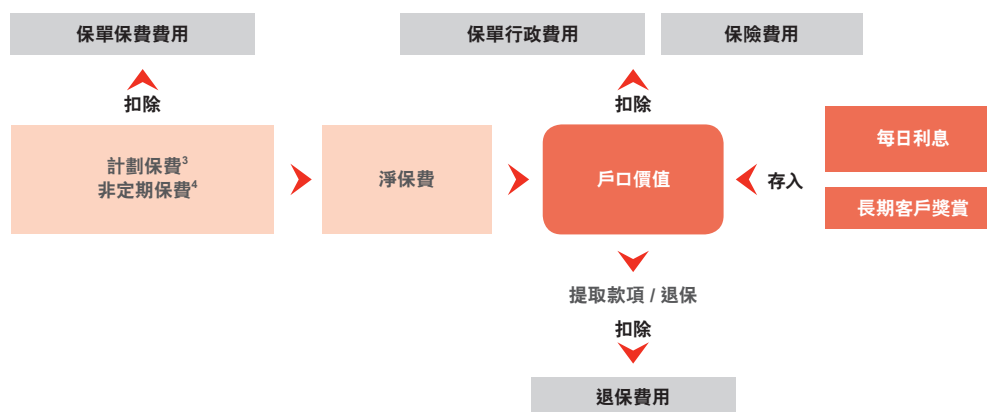 保單保費費用
保單行政費用
保險費用
扣除
扣除
計劃保費3
非定期保費4
淨保費
戶口價值
存入
每日利息
長期客戶獎賞
提取款項 / 退保
扣除
退保費用